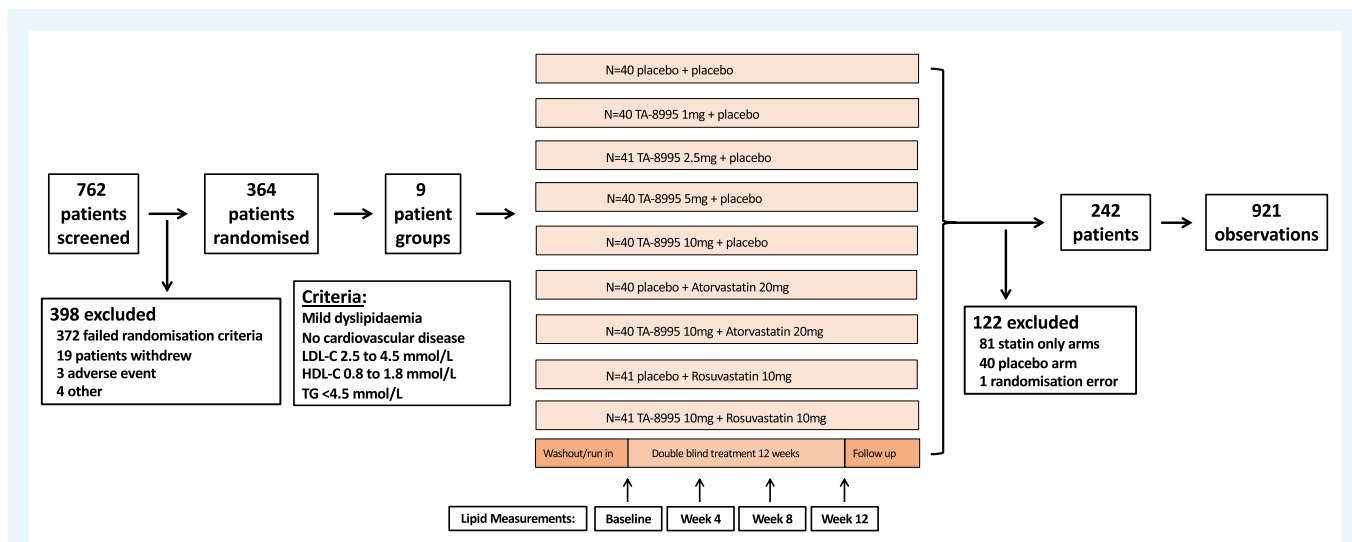 762
patients
screened
398 excluded
372 failed randomisation criteria
19 patients withdrew
3 adverse event
4 other
364
patients
randomised
9
patient
groups
Criteria:
Mild dyslipidaemia
No cardiovascular disease
LDL-C 2.5 to 4.5 mmol/L
HDL-C 0.8 to 1.8 mmol/L
TG <4.5 mmol/L
N=40 placebo + placebo
N=40 TA-8995 1mg + placebo
N=41 TA-8995 2.5mg + placebo
N=40 TA-8995 5mg + placebo
N=40 TA-8995 10mg + placebo
N=40 placebo + Atorvastatin 20mg
N=40 TA-8995 10mg + Atorvastatin 20mg
N=41 placebo + Rosuvastatin 10mg
N=41 TA-8995 10mg + Rosuvastatin 10mg
Washout/run in
Double blind treatment 12 weeks
Follow up
Lipid Measurements:
Baseline
Week 4
Week 8
Week 12
122 excluded
81 statin only arms
40 placebo arm
1 randomisation error
242
patients
921
observations